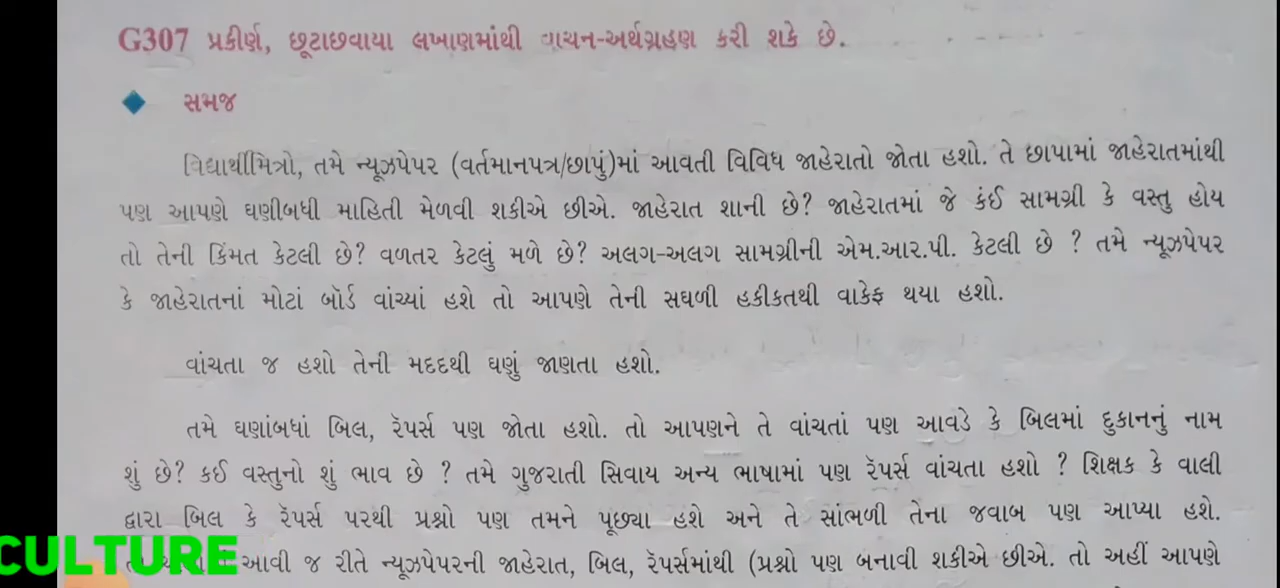 G307 પ્રકીર્ણ, છૂટાછવાયા લખાણમાંથી વાચન-અર્થગ્રહણ કરી શકે છે.
સમજ
વિદ્યાર્થીમિત્રો, તમે ન્યૂઝપેપર (વર્તમાનપત્ર/છાપું)માં આવતી વિવિધ જાહેરાતો જોતા હશો. તે છાપામાં જાહેરાતમાંથી
પણ આપણે ઘણીબધી માહિતી મેળવી શકીએ છીએ. જાહેરાત શાની છે? જાહેરાતમાં જે કંઈ સામગ્રી કે વસ્તુ હોય
તો તેની કિંમત કેટલી છે? વળતર કેટલું મળે છે? અલગ-અલગ સામગ્રીની એમ.આર.પી. કેટલી છે ? તમે ન્યૂઝપેપર
કે જાહેરાતનાં મોટાં બૉર્ડ વાંચ્યાં હશે તો આપણે તેની સઘળી હકીકતથી વાકેફ થયા હશો.
વાંચતા જ હશો તેની મદદથી ઘણું જાણતા હશો.
તમે ઘણાંબધાં બિલ, રૅપર્સ પણ જોતા હશો. તો આપણને તે વાંચતાં પણ આવડે કે બિલમાં દુકાનનું નામ
શું છે? કઈ વસ્તુનો શું ભાવ છે ? તમે ગુજરાતી સિવાય અન્ય ભાષામાં પણ રૅપર્સ વાંચતા હશો ? શિક્ષક કે વાલી
દ્વારા બિલ કે રૅપર્સ પરથી પ્રશ્નો પણ તમને પૂછ્યા હશે અને તે સાંભળી તેના જવાબ પણ આપ્યા હશે.
CULTURE આવી જ રીતે ન્યૂઝપેપરની જાહેરાત, બિલ, રૅપર્સમાંથી (પ્રશ્નો પણ બનાવી શકીએ છીએ. તો અહીં આપણે